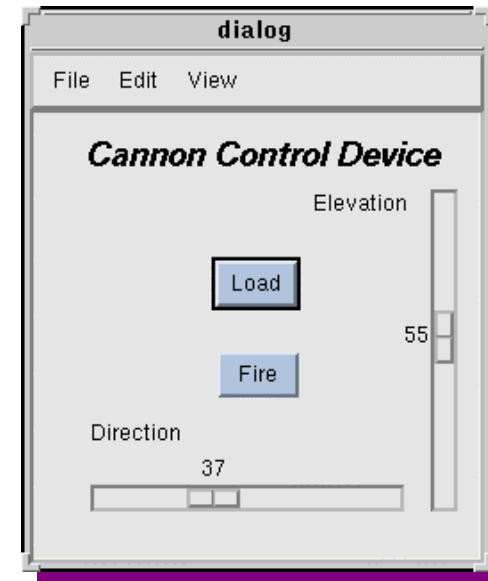 dialog
File Edit View
Cannon Control Device
Elevation
Load
55
Fire
Direction
37